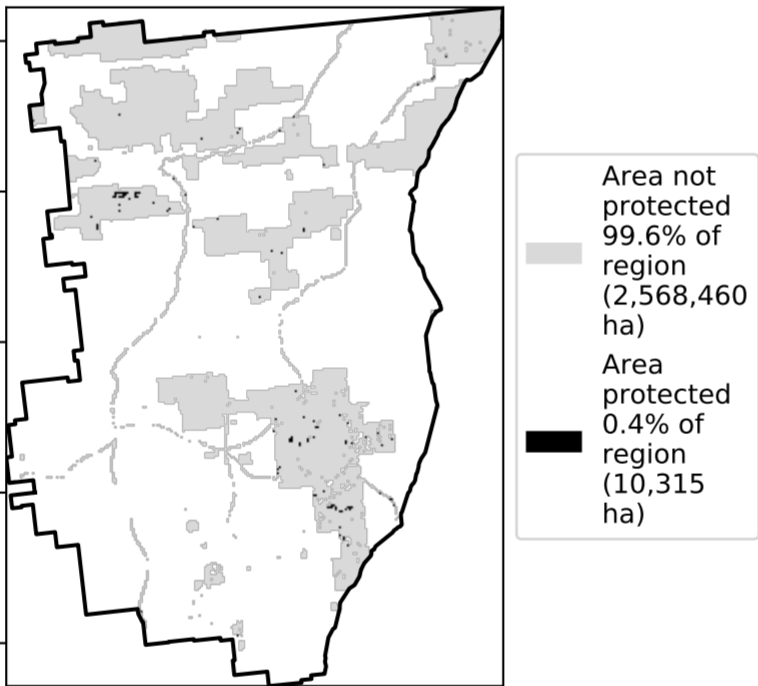 Area not
protected
99.6% of
region
(2,568,460
ha)
Area
protected
0.4% of
region
(10,315
ha)